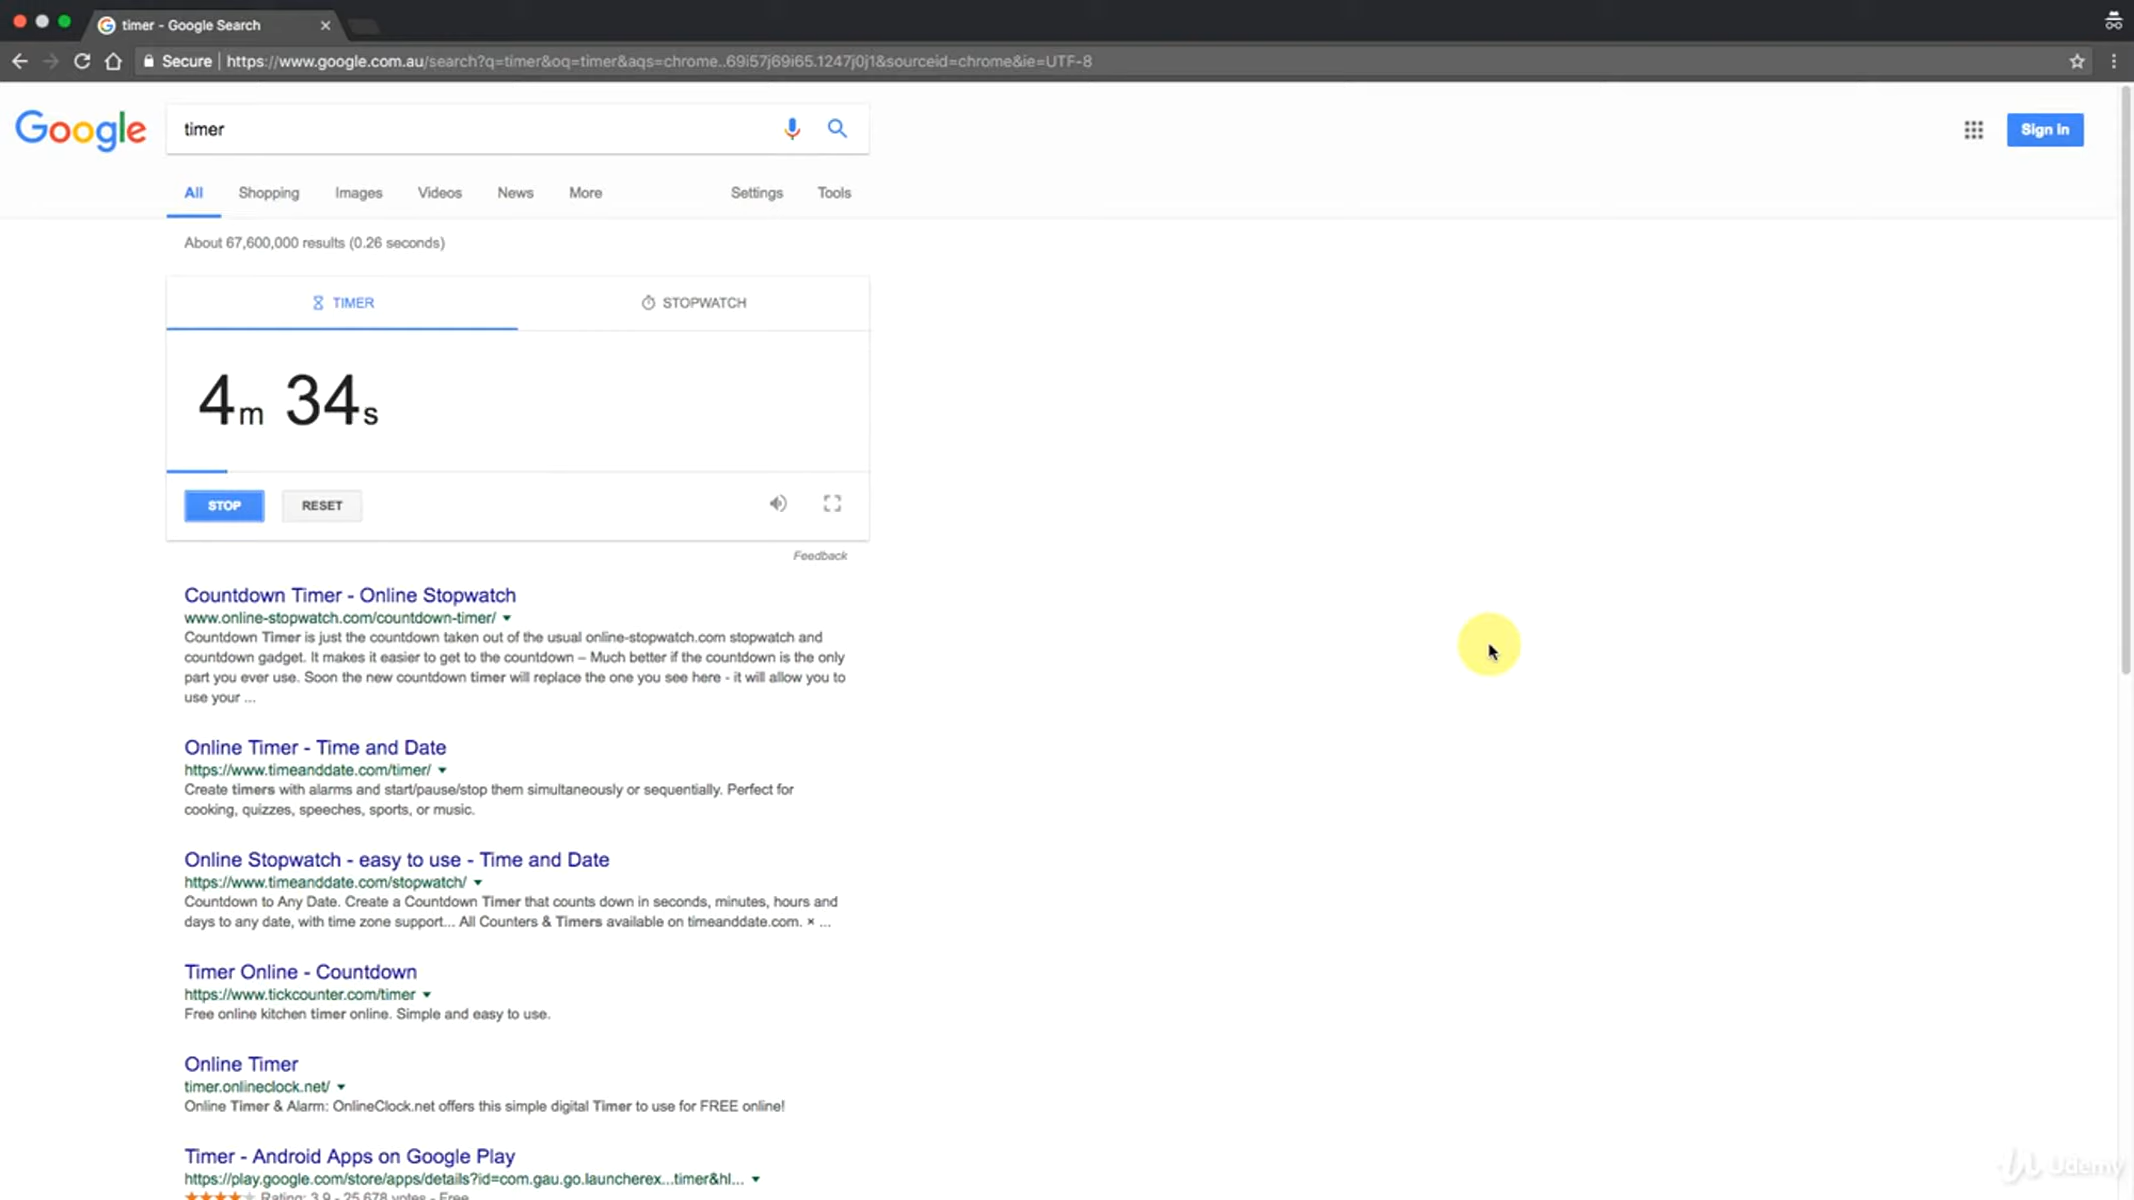 timer - Google Search
Secure | https://www.google.com.au/search?q=timer&oq=timer&aqs=chrome..69i57j69i65.1247j0j1&sourceid=chrome&ie=UTF-8
Google
timer
Sign In
All Shopping Images Videos News More Settings Tools
About 67,600,000 results (0.26 seconds)
TIMER STOPWATCH
4m 34s
STOP RESET
Feedback
Countdown Timer - Online Stopwatch
www.online-stopwatch.com/countdown-timer/
Countdown Timer is just the countdown taken out of the usual online-stopwatch.com stopwatch and
countdown gadget. It makes it easier to get to the countdown – Much better if the countdown is the only
part you ever use. Soon the new countdown timer will replace the one you see here - it will allow you to
use your ...
Online Timer - Time and Date
https://www.timeanddate.com/timer/
Create timers with alarms and start/pause/stop them simultaneously or sequentially. Perfect for
cooking, quizzes, speeches, sports, or music.
Online Stopwatch - easy to use - Time and Date
https://www.timeanddate.com/stopwatch/
Countdown to Any Date. Create a Countdown Timer that counts down in seconds, minutes, hours and
days to any date, with time zone support... All Counters & Timers available on timeanddate.com. × ...
Timer Online - Countdown
https://www.tickcounter.com/timer
Free online kitchen timer online. Simple and easy to use.
Online Timer
timer.onlineclock.net/
Online Timer & Alarm: OnlineClock.net offers this simple digital Timer to use for FREE online!
Timer - Android Apps on Google Play
https://play.google.com/store/apps/details?id=com.gau.go.launcherex...timer&hl...
Rating: 3.9 - 25,678 votes - Free
Udemy